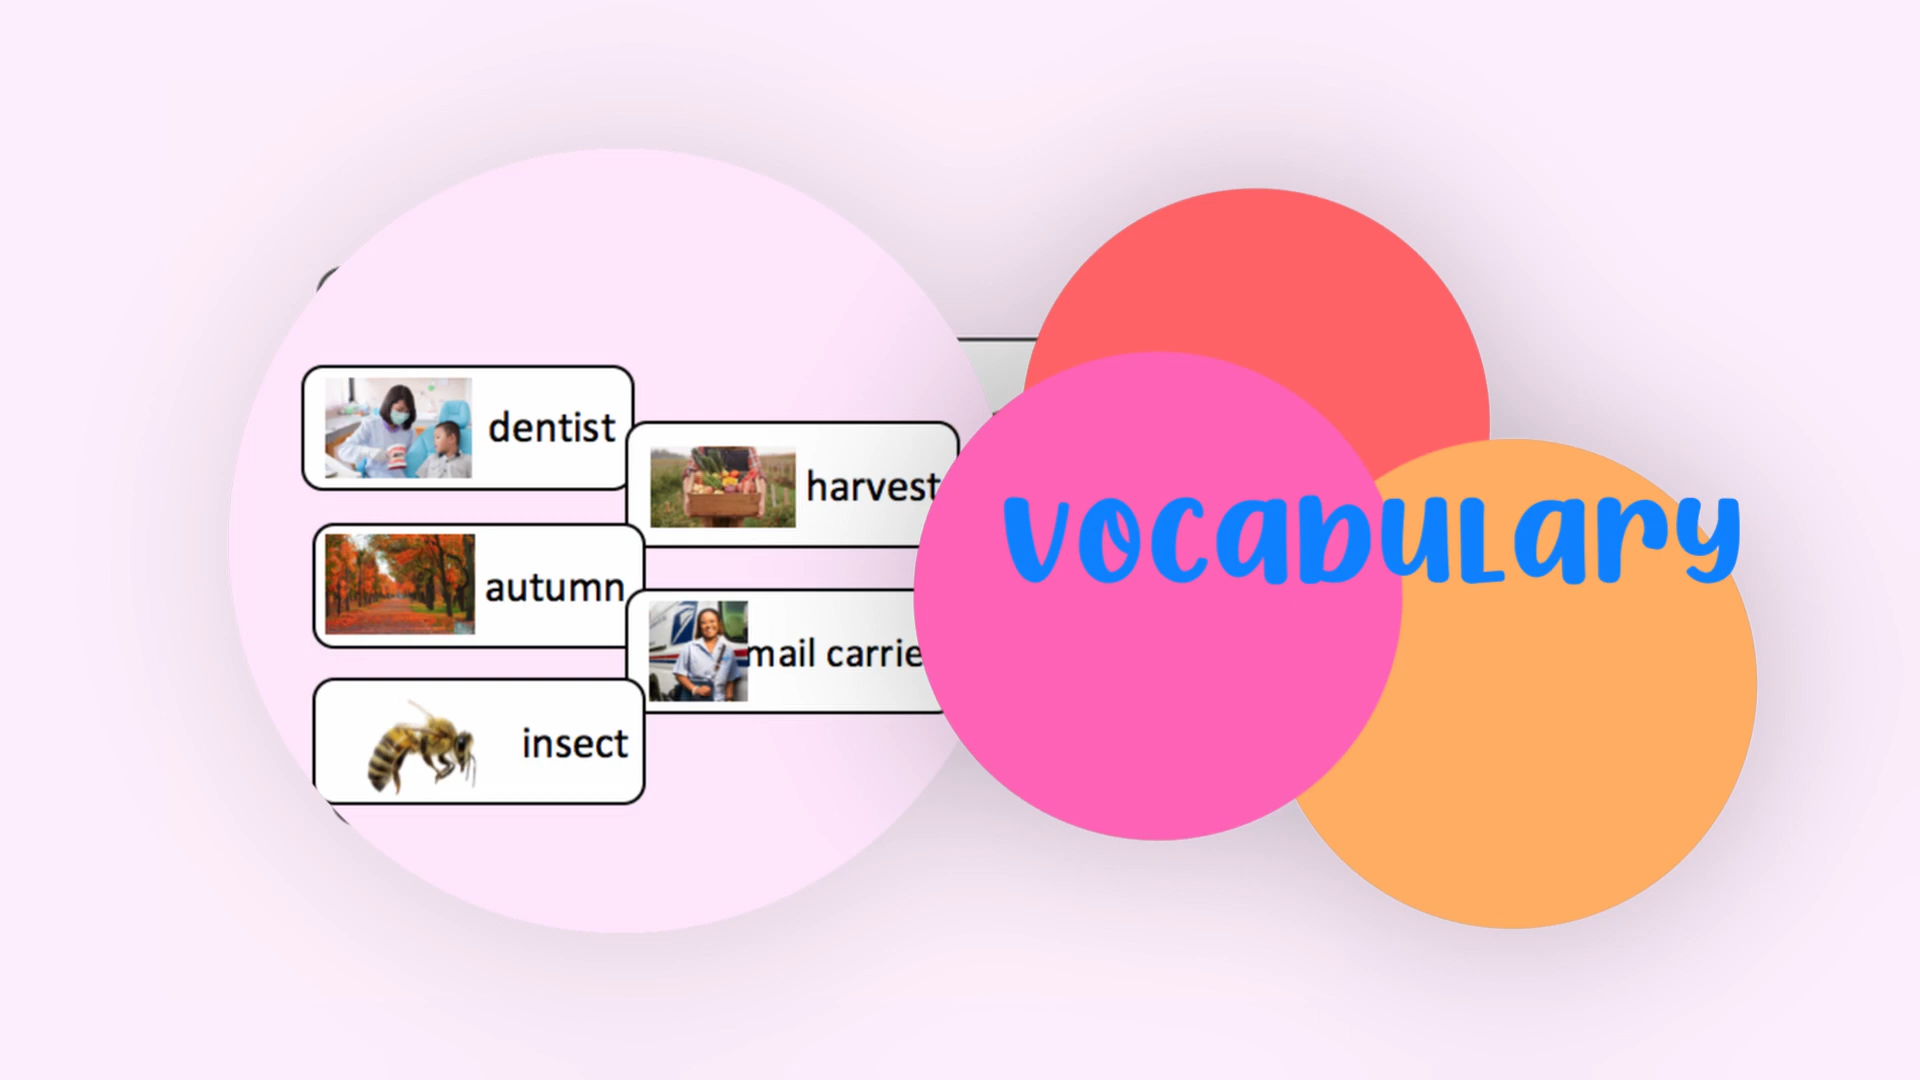 dentist
harvest
autumn
mail carrie
insect
vocabulary